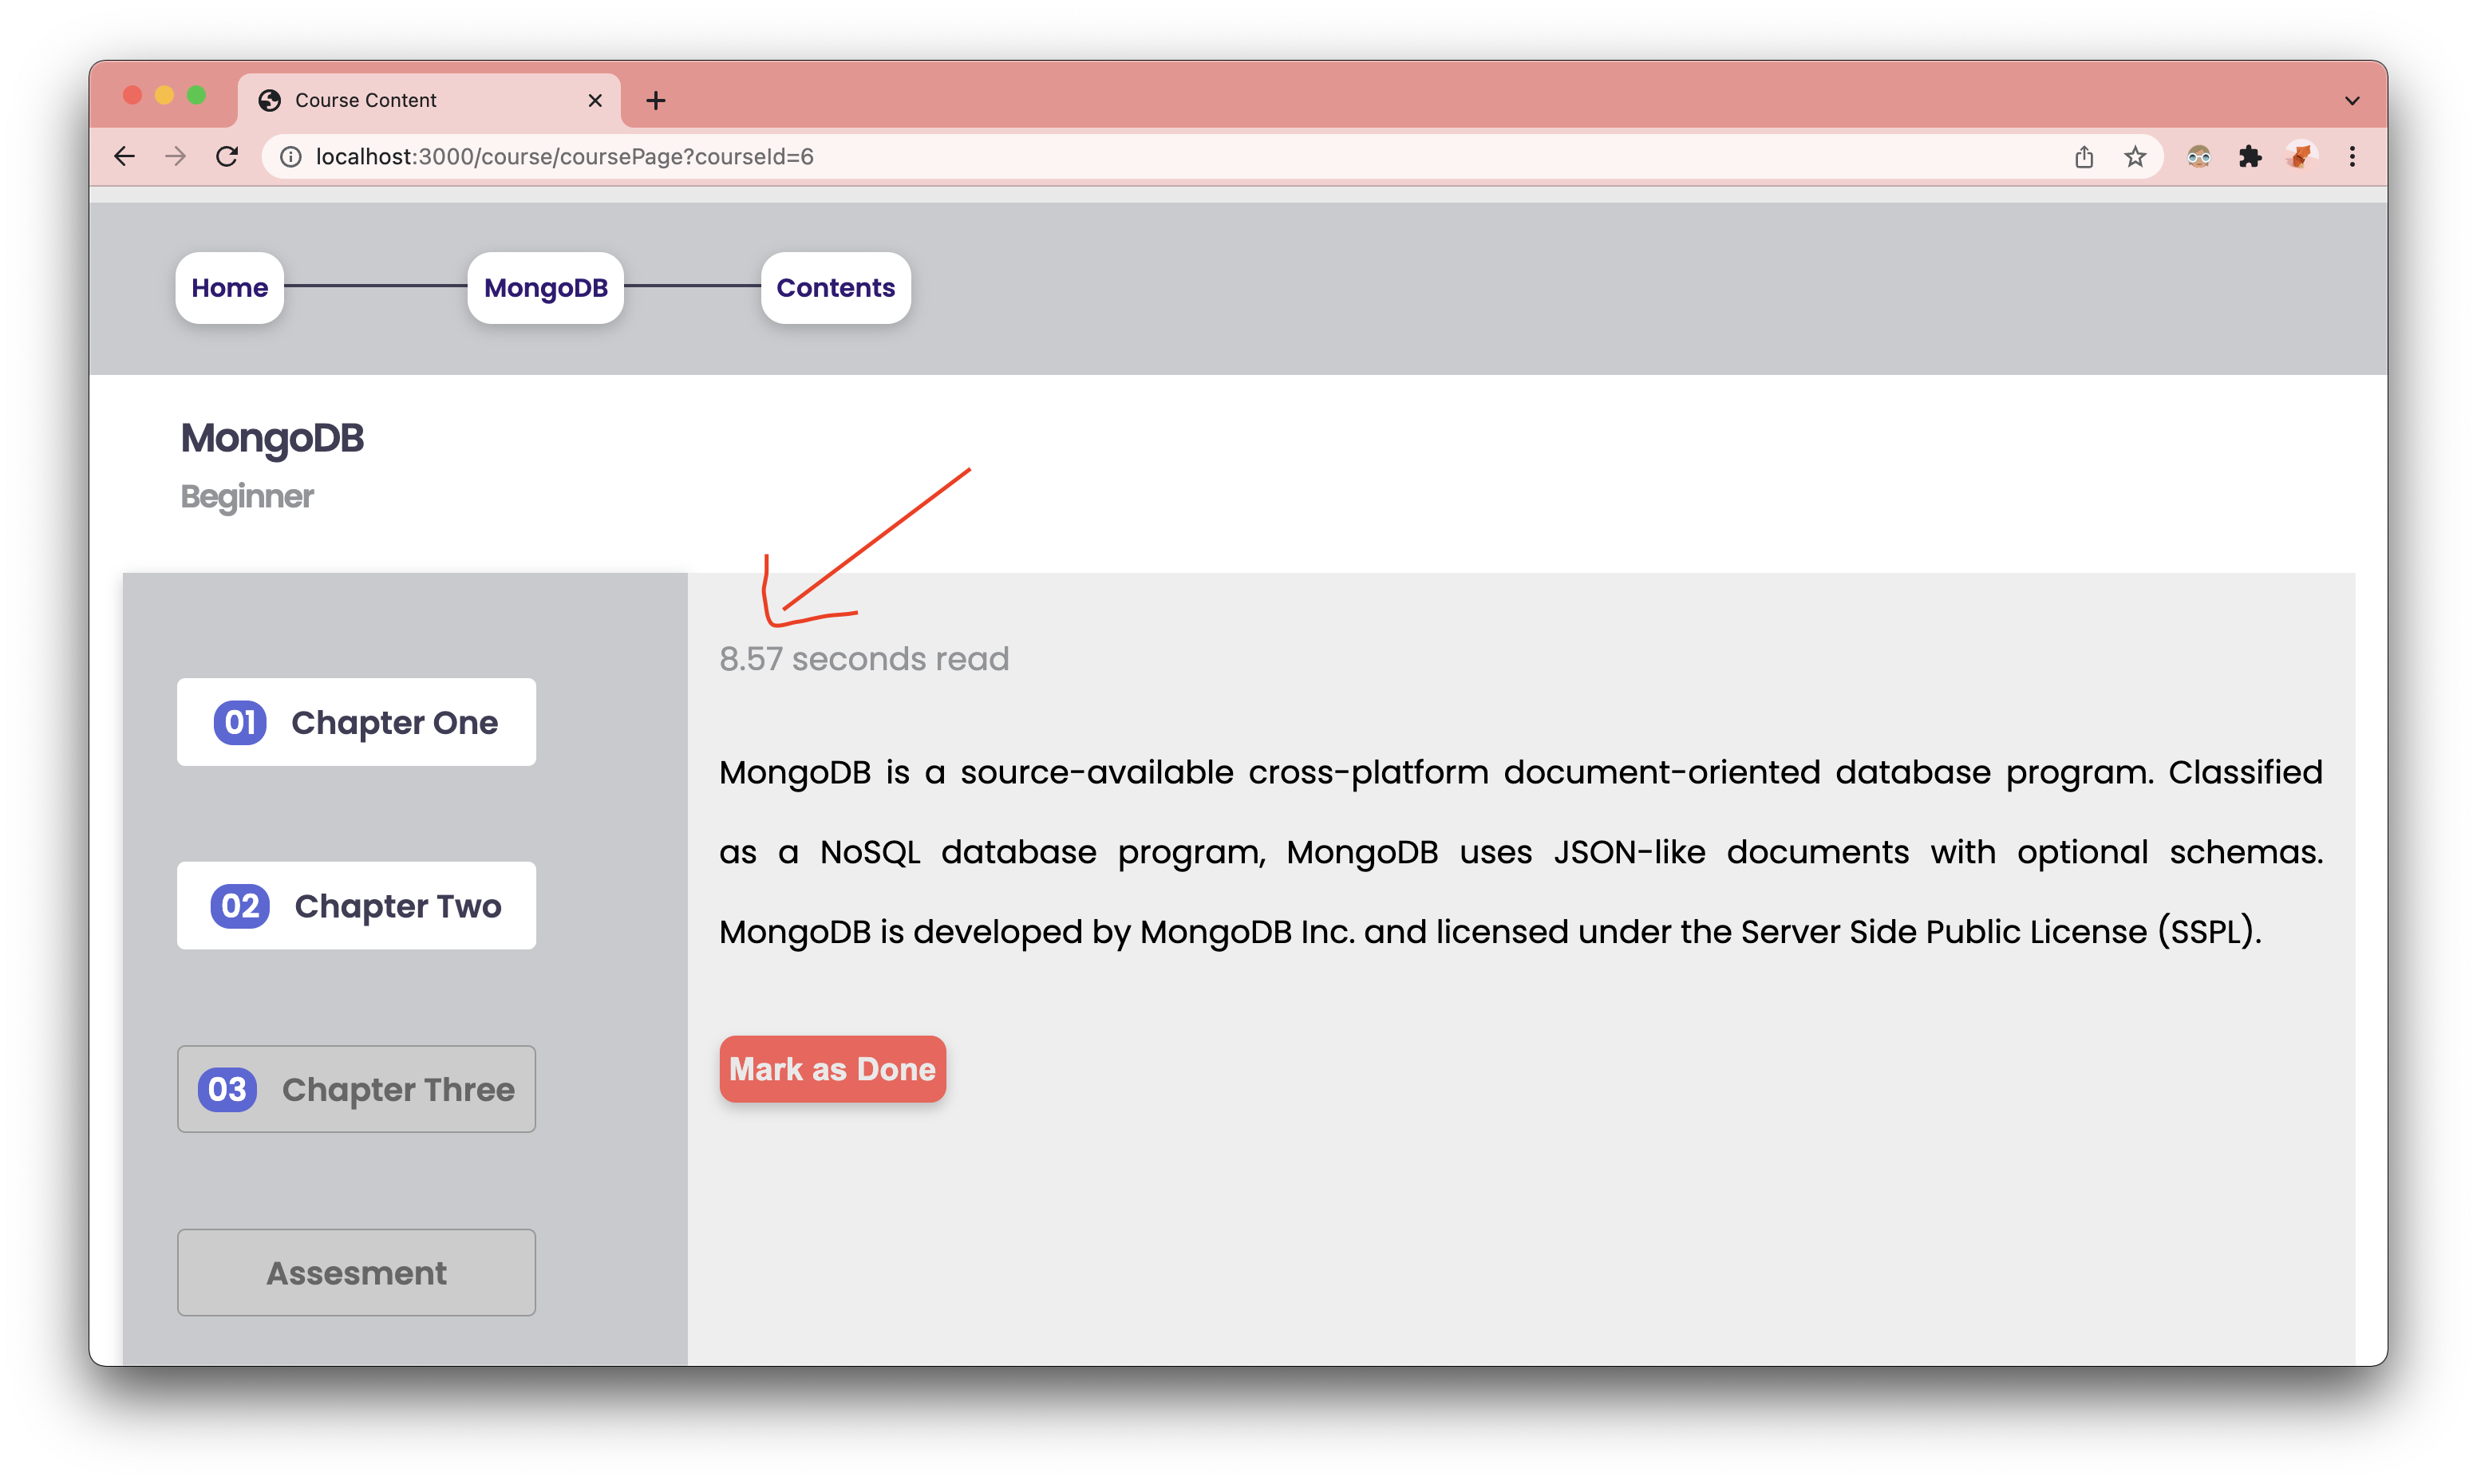 Course Content
localhost:3000/course/coursePage?courseId=6
Home MongoDB Contents
MongoDB
Beginner
8.57 seconds read
01 Chapter One
02 Chapter Two
03 Chapter Three
Assesment
MongoDB is a source-available cross-platform document-oriented database program. Classified
as a NoSQL database program, MongoDB uses JSON-like documents with optional schemas.
MongoDB is developed by MongoDB Inc. and licensed under the Server Side Public License (SSPL).
Mark as Done